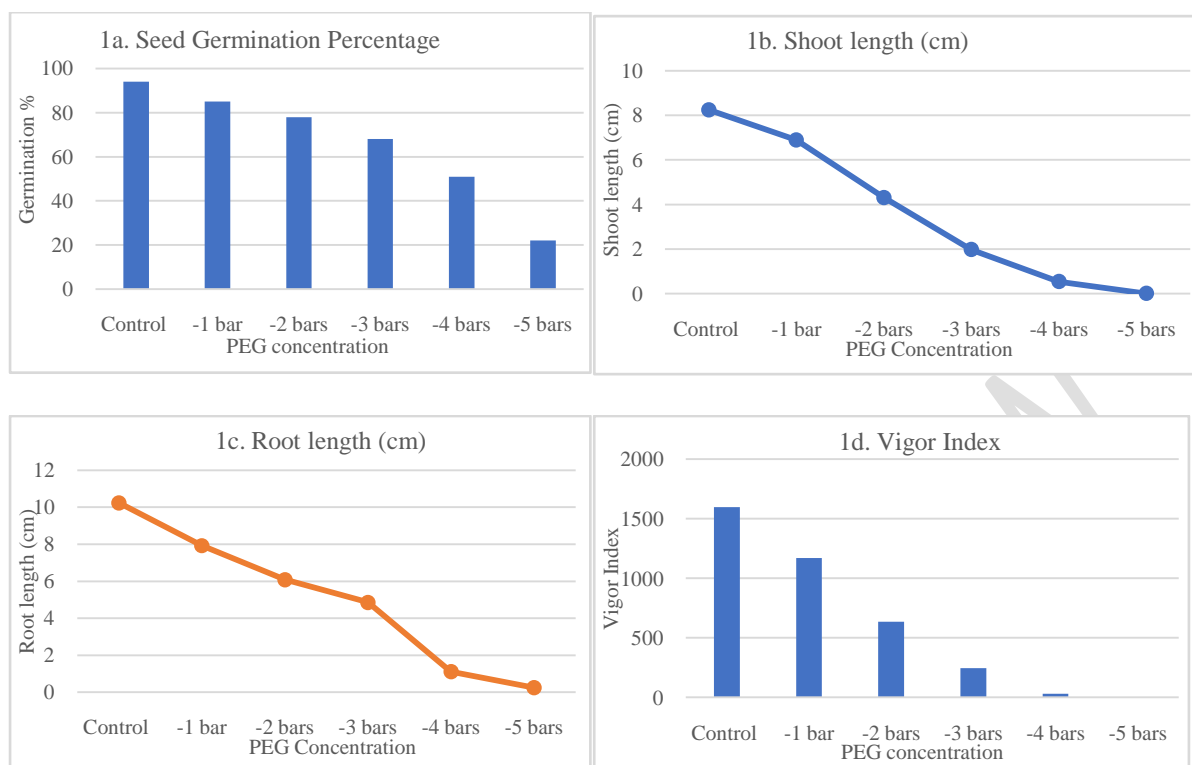 1a. Seed Germination Percentage
100
80
60
40
20
0
Germination %
Control -1 bar -2 bars -3 bars -4 bars -5 bars
PEG concentration
1b. Shoot length (cm)
10
8
6
4
2
0
Shoot length (cm)
Control -1 bar -2 bars -3 bars -4 bars -5 bars
PEG Concentration
1c. Root length (cm)
12
10
8
6
4
2
0
Root length (cm)
Control -1 bar -2 bars -3 bars -4 bars -5 bars
PEG Concentration
1d. Vigor Index
2000
1500
1000
500
0
Vigor Index
Control -1 bar -2 bars -3 bars -4 bars -5 bars
PEG concentration